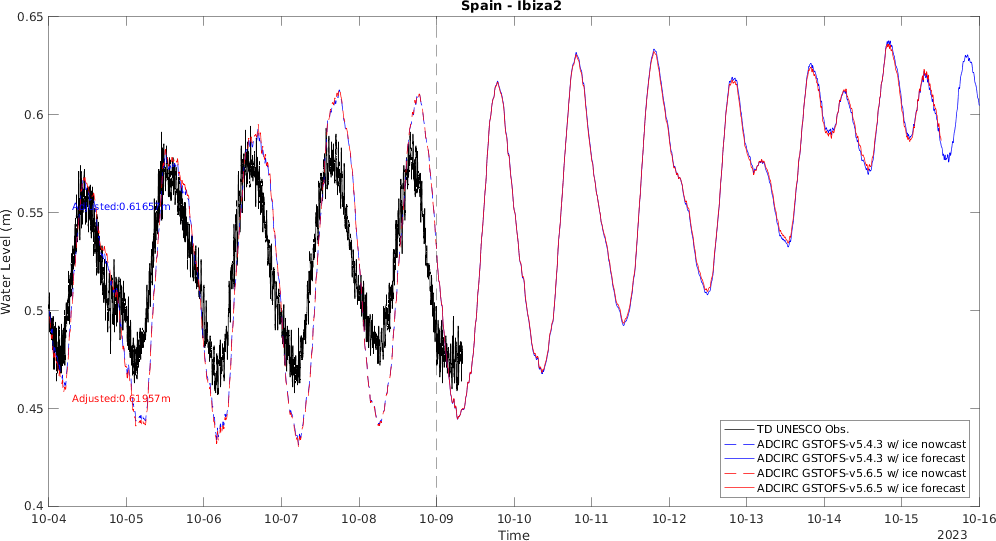 Spain - Ibiza2
0.65
0.6
0.55
0.5
0.45
0.4
Water Level (m)
Adjusted:0.61957m
TD UNESCO Obs.
ADCIRC GSTOFS-v5.4.3 w/ ice nowcast
ADCIRC GSTOFS-v5.4.3 w/ ice forecast
ADCIRC GSTOFS-v5.6.5 w/ ice nowcast
ADCIRC GSTOFS-v5.6.5 w/ ice forecast
10-04 10-05 10-06 10-07 10-08 10-09 10-10 10-11 10-12 10-13 10-14 10-15 10-16
Time
2023